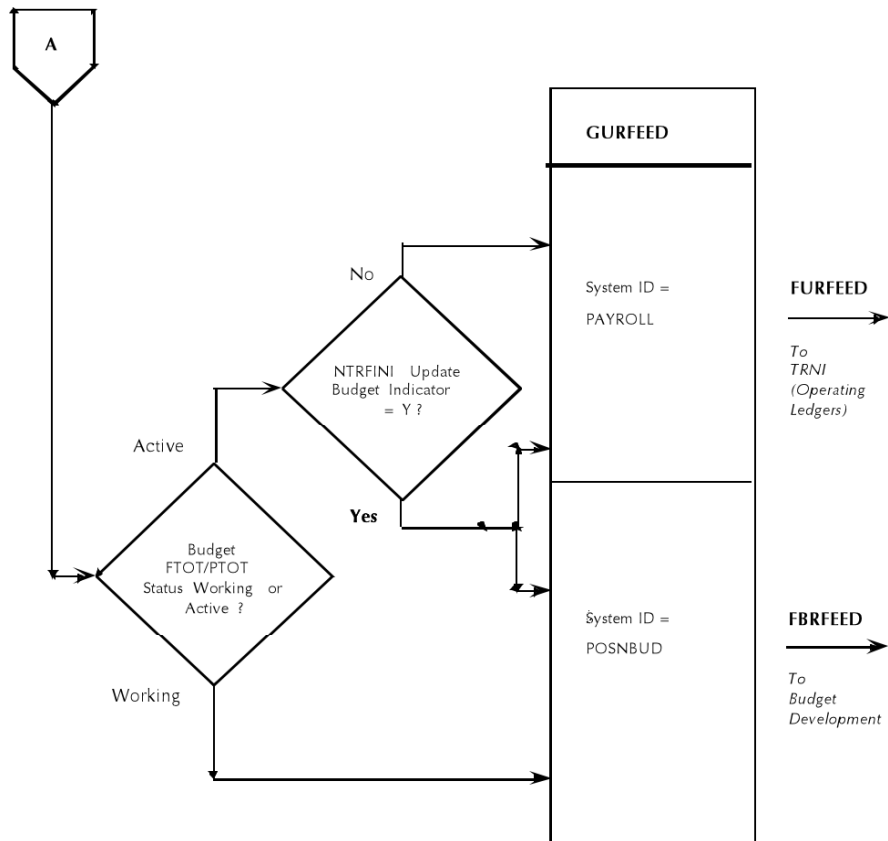 A
GURFEED
No
System ID =
PAYROLL
FURFEED
To
TRNI
(Operating
Ledgers)
NTRFINI Update
Budget Indicator
= Y ?
Active
Yes
Budget
FTOT/PTOT
Status Working or
Active ?
System ID =
POSNBUD
FBRFEED
To
Budget
Development
Working